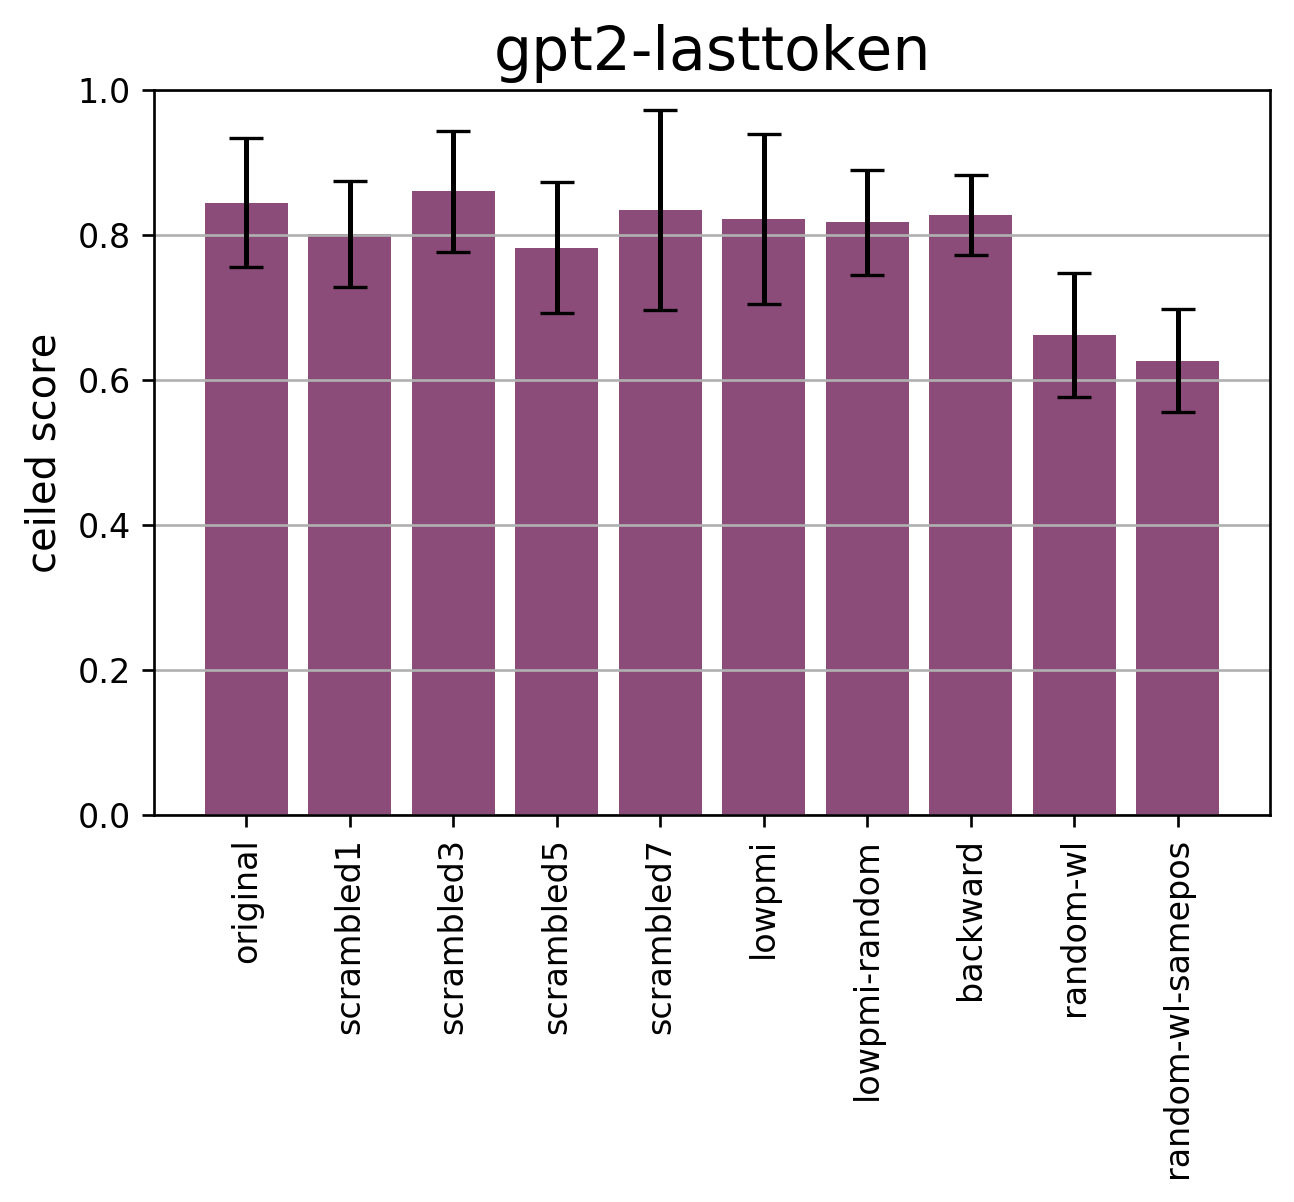 gpt2-lasttoken
1.0
0.8
0.6
0.4
0.2
0.0
ceiled score
original
scrambled1
scrambled3
scrambled5
scrambled7
lowpmi
lowpmi-random
backward
random-wl
random-wl-samepos